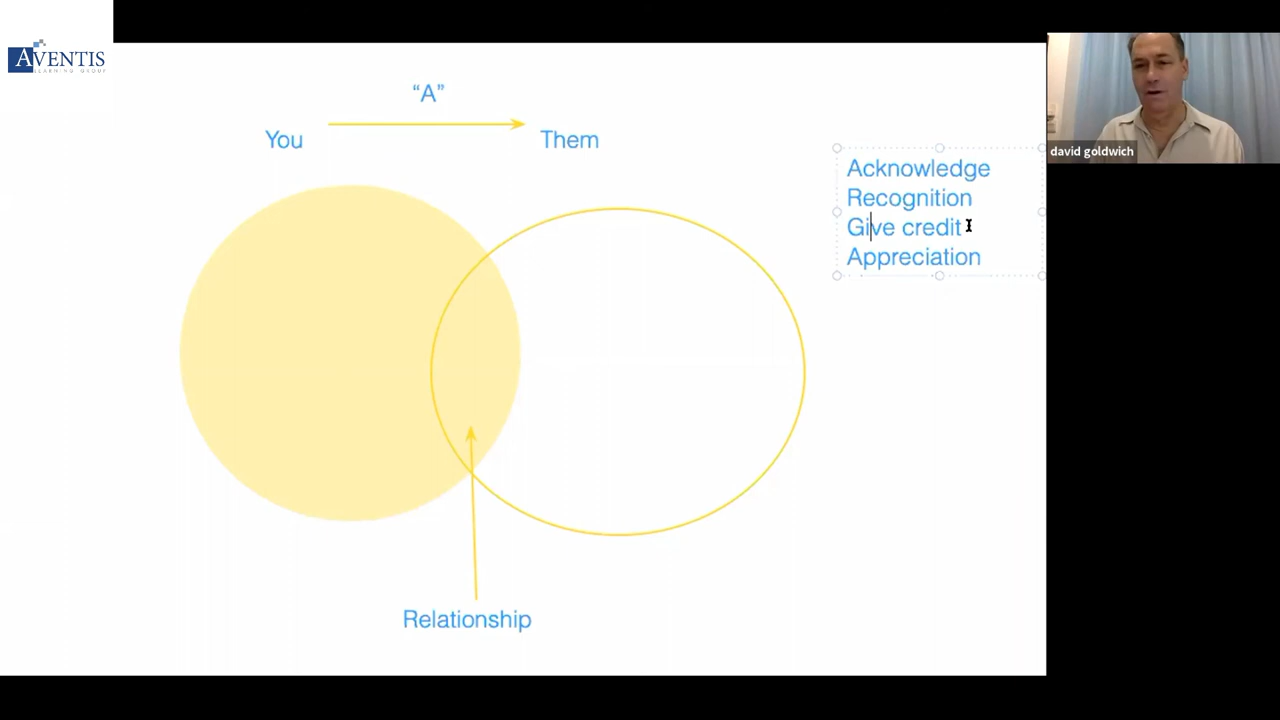 AVENTIS
LEARNING GROUP
“A”
You
Them
david goldwich
Acknowledge
Recognition
Give credit
Appreciation
Relationship